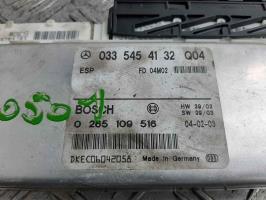 033 545 41 32 Q04
ESP FD 04M02
BOSCH HW 39/03
SW 09/03
0 265 109 516 04-02-03
DKEC06042056 Made in Germany